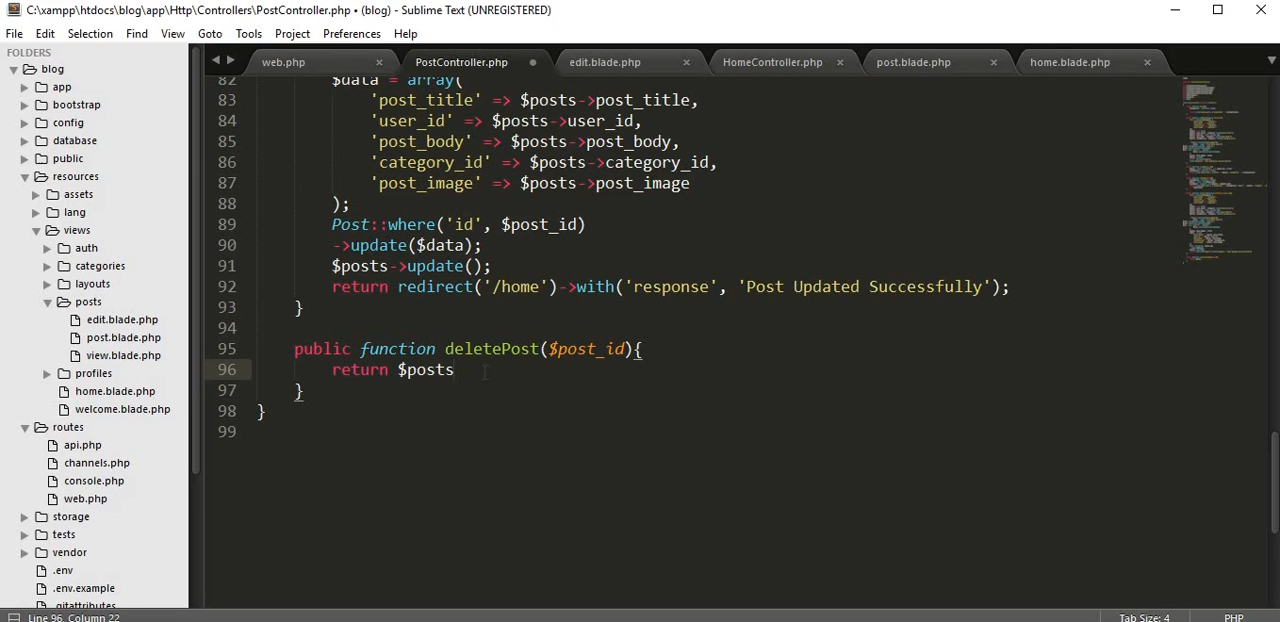 C:\xampp\htdocs\blog\app\Http\Controllers\PostController.php • (blog) - Sublime Text (UNREGISTERED)
File Edit Selection Find View Goto Tools Project Preferences Help
FOLDERS
blog
app
bootstrap
config
database
public
resources
assets
lang
views
auth
categories
layouts
posts
edit.blade.php
post.blade.php
view.blade.php
profiles
home.blade.php
welcome.blade.php
routes
api.php
channels.php
console.php
web.php
storage
tests
vendor
.env
.env.example
.gitattributes
web.php PostController.php edit.blade.php HomeController.php post.blade.php home.blade.php
82 $data = array(
83 'post_title' => $posts->post_title,
84 'user_id' => $posts->user_id,
85 'post_body' => $posts->post_body,
86 'category_id' => $posts->category_id,
87 'post_image' => $posts->post_image
88 );
89 Post::where('id', $post_id)
90 ->update($data);
91 $posts->update();
92 return redirect('/home')->with('response', 'Post Updated Successfully');
93 }
94
95 public function deletePost($post_id){
96 return $posts
97 }
98 }
99
Line 96, Column 22 Tab Size: 4 PHP